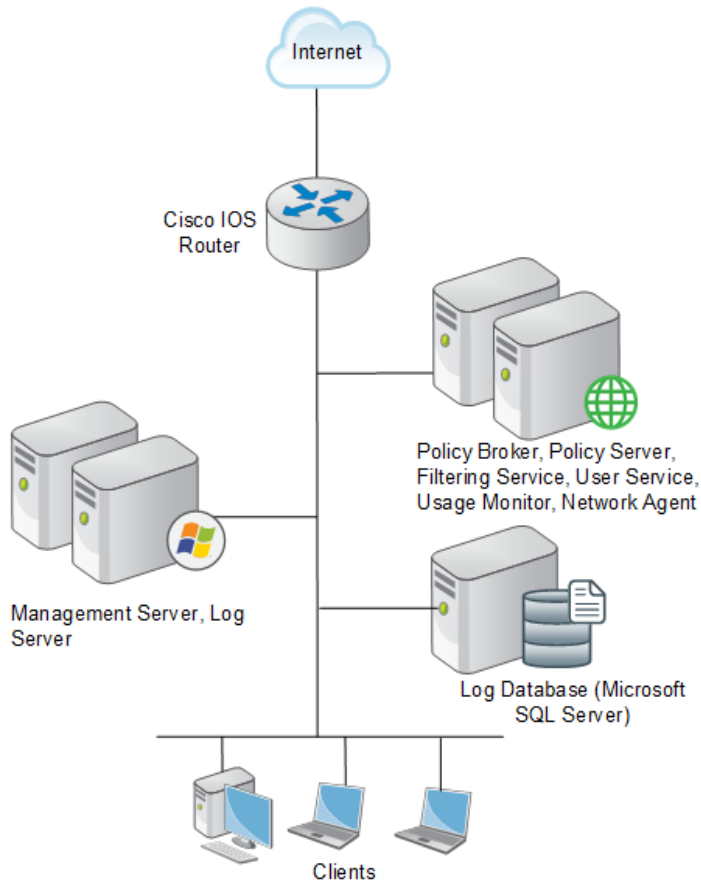 Internet
Cisco IOS
Router
Policy Broker, Policy Server,
Filtering Service, User Service,
Usage Monitor, Network Agent
Management Server, Log
Server
Log Database (Microsoft
SQL Server)
Clients